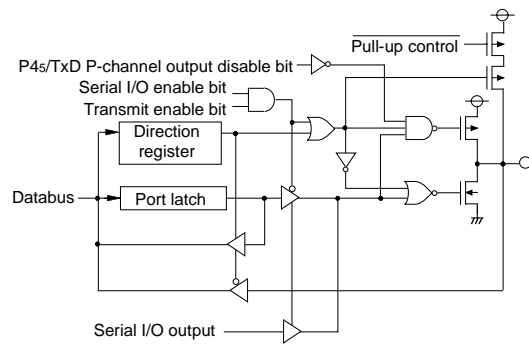 Pull-up control
P45/TxD P-channel output disable bit
Serial I/O enable bit
Transmit enable bit
Direction
register
Databus
Port latch
Serial I/O output